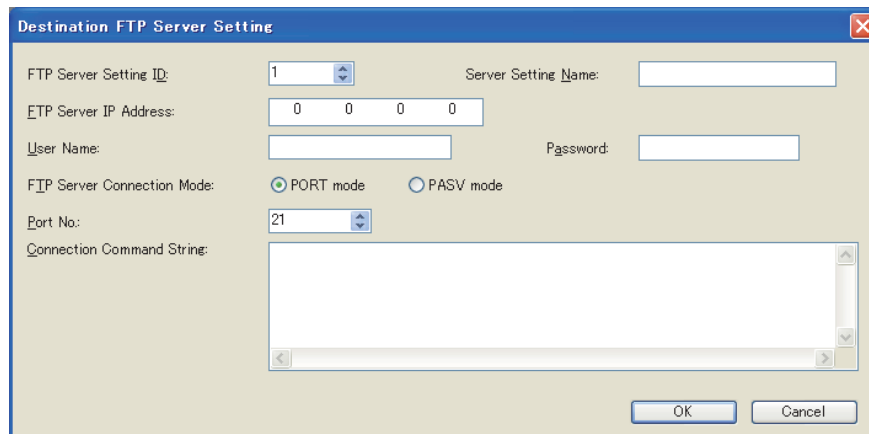 Destination FTP Server Setting
FTP Server Setting ID: 1 Server Setting Name:
FTP Server IP Address: 0 0 0 0
User Name: Password:
FTP Server Connection Mode: PORT mode PASV mode
Port No.: 21
Connection Command String:
OK Cancel